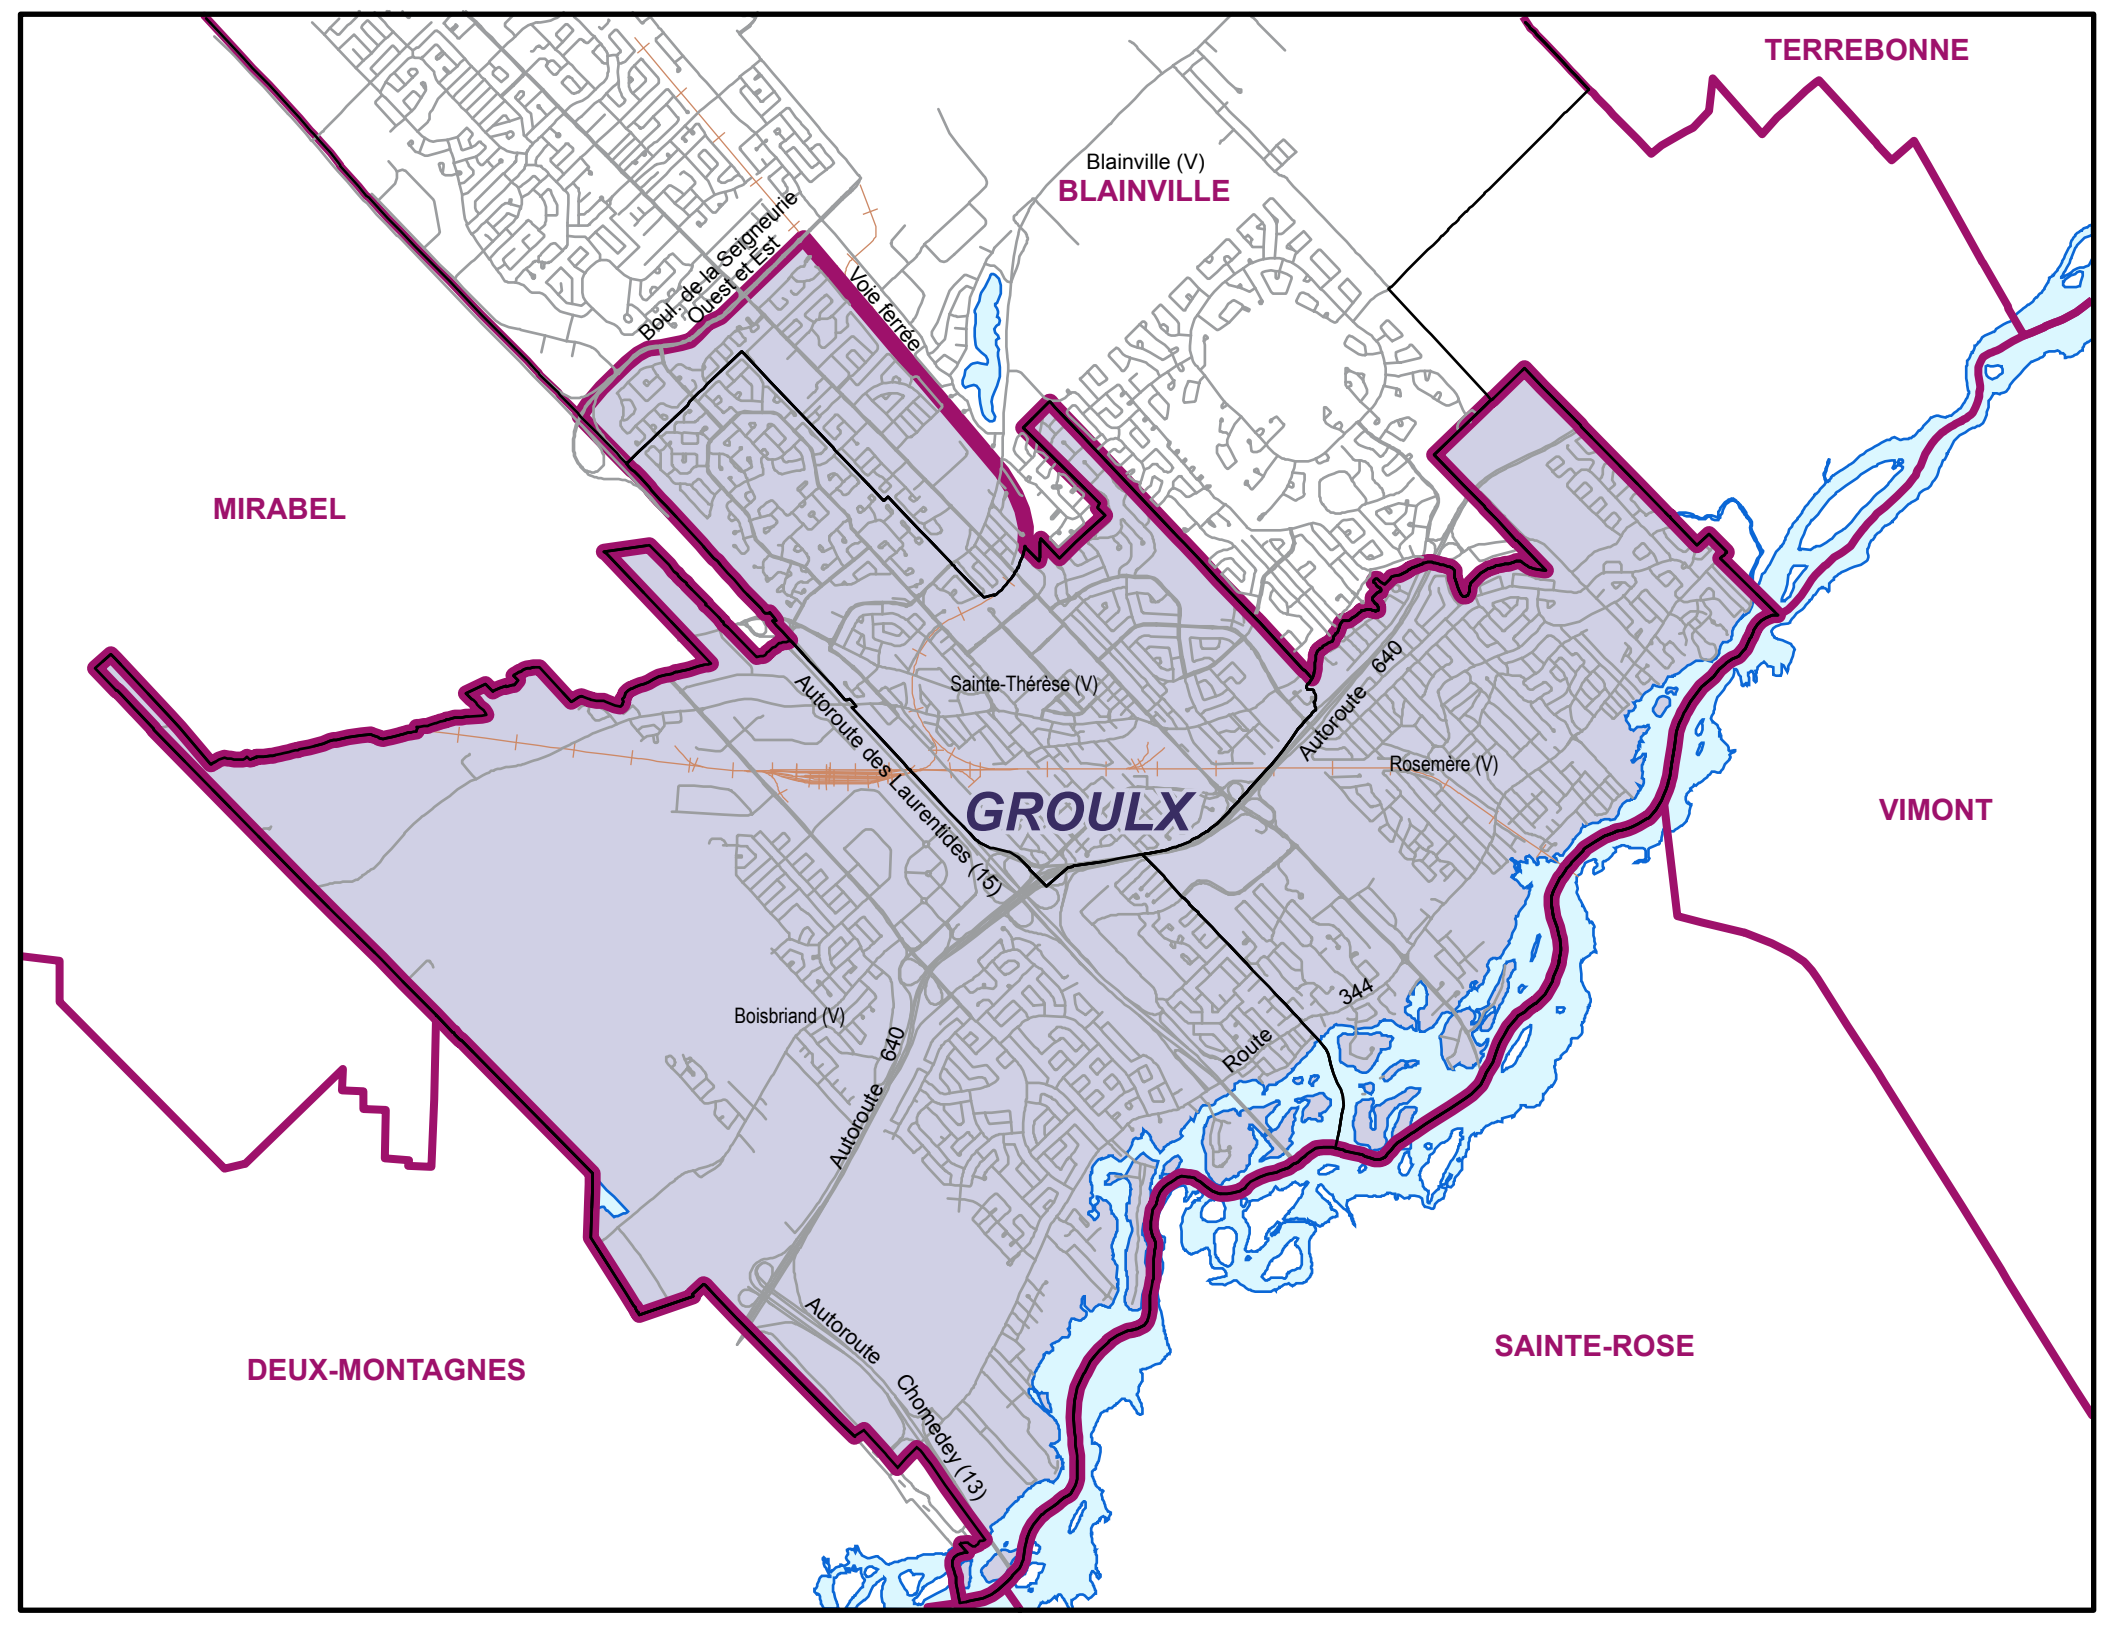 TERREBONNE
Blainville (V)
BLAINVILLE
Boul. de la Seigneurie
Ouest et Est
Voie ferrée
MIRABEL
Sainte-Thérèse (V)
Autoroute 640
Autoroute des Laurentides (15)
Rosemère (V)
GROULX
VIMONT
Boisbriand (V)
Route 344
Autoroute 640
Autoroute
Chomedey (13)
SAINTE-ROSE
DEUX-MONTAGNES